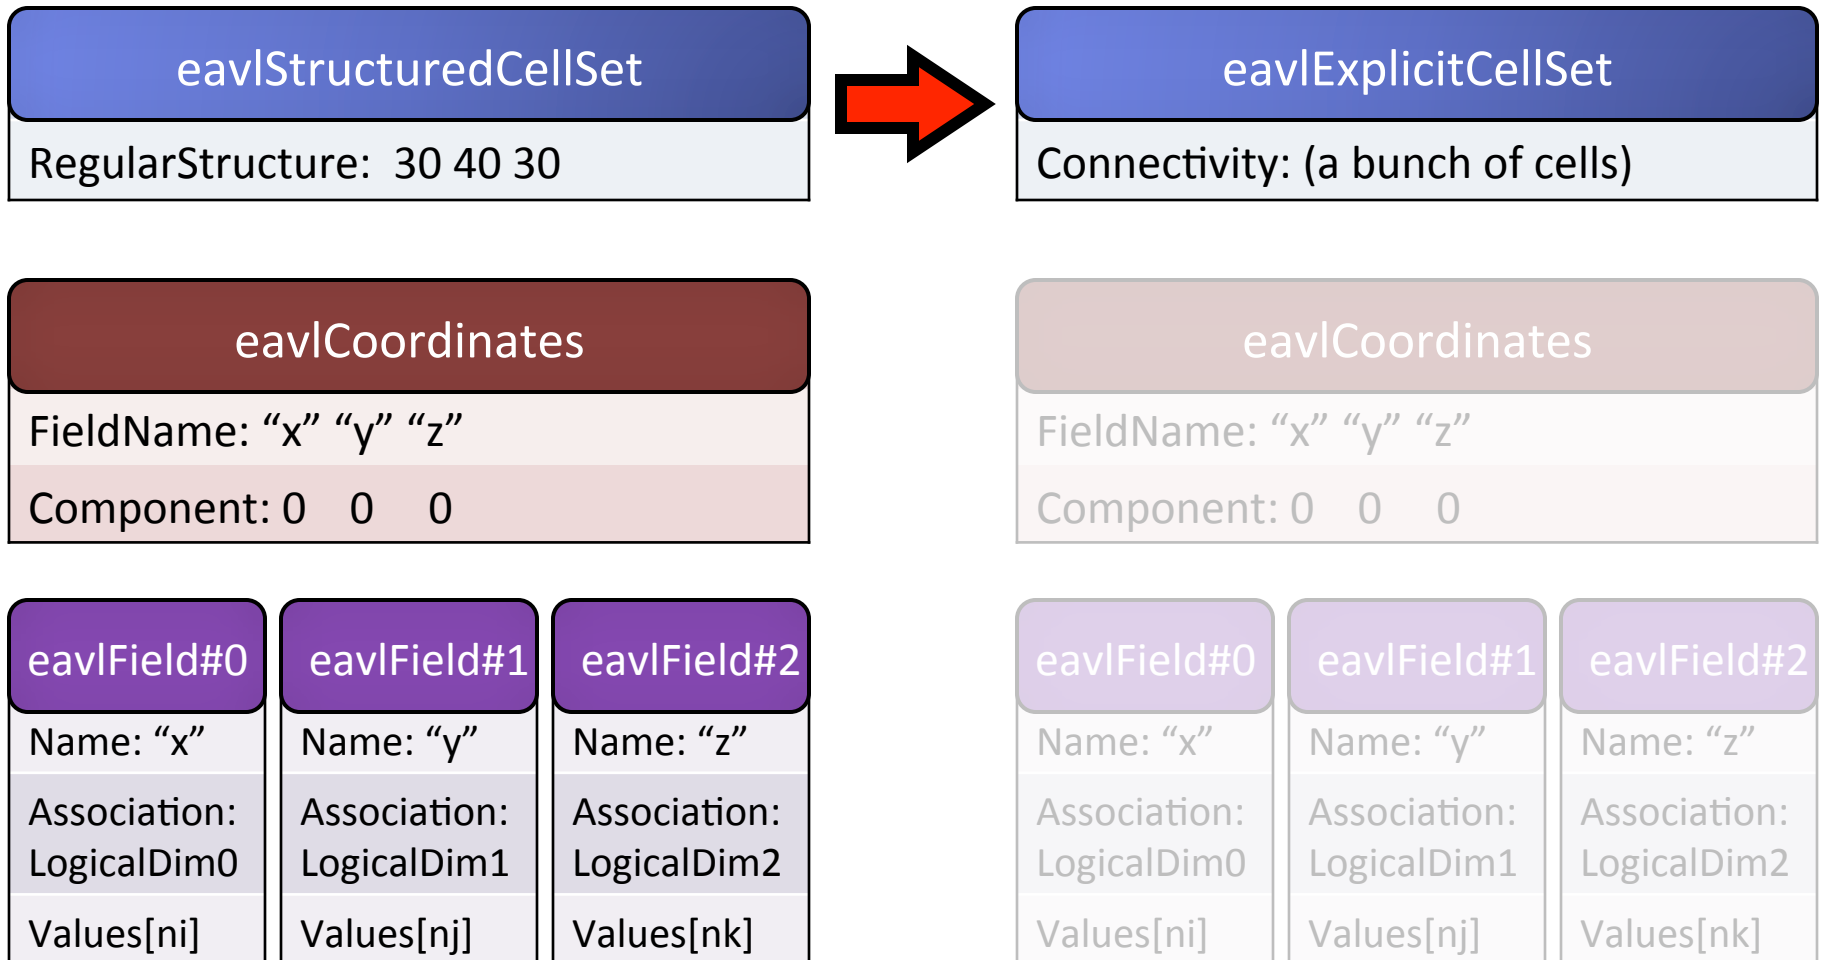 eavlStructuredCellSet
RegularStructure:  30 40 30
eavlExplicitCellSet
Connectivity: (a bunch of cells)
eavlCoordinates
FieldName: “x” “y” “z”
Component: 0 0 0
eavlCoordinates
FieldName: “x” “y” “z”
Component: 0 0 0
eavlField#0
Name: “x”
Association:
LogicalDim0
Values[ni]
eavlField#1
Name: “y”
Association:
LogicalDim1
Values[nj]
eavlField#2
Name: “z”
Association:
LogicalDim2
Values[nk]
eavlField#0
Name: “x”
Association:
LogicalDim0
Values[ni]
eavlField#1
Name: “y”
Association:
LogicalDim1
Values[nj]
eavlField#2
Name: “z”
Association:
LogicalDim2
Values[nk]